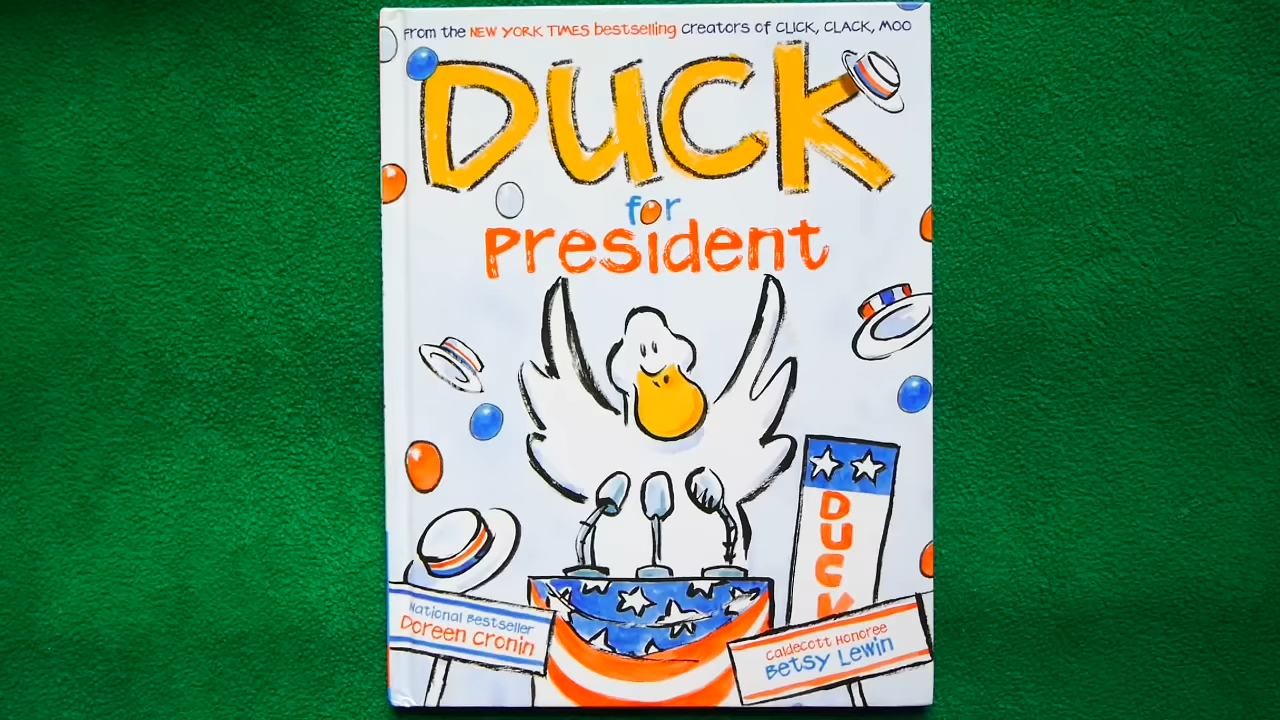 From the NEW YORK TIMES bestselling creators of CLICK, CLACK, MOO
DUCK
for
President
DUCK
National Bestseller
Doreen Cronin
Caldecott Honoree
Betsy Lewin